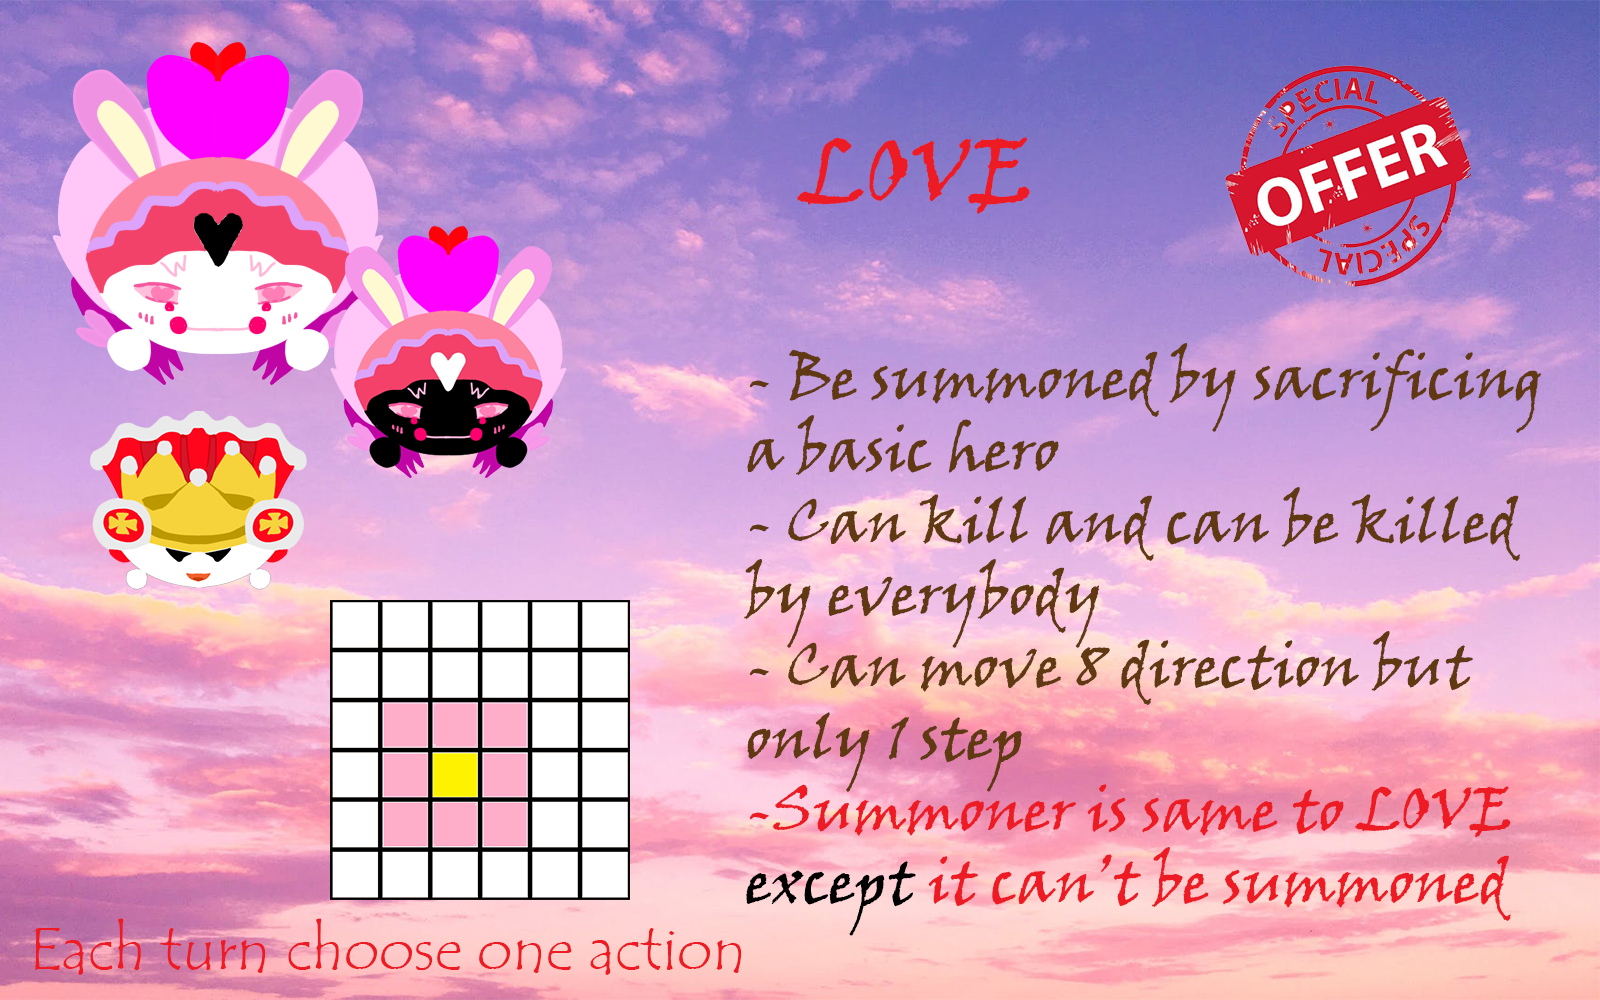 LOVE
SPECIAL
OFFER
SPECIAL
- Be summoned by sacrificing
a basic hero
- Can kill and can be killed
by everybody
- Can move 8 direction but
only 1 step
-Summoner is same to LOVE
except it can't be summoned
Each turn choose one action